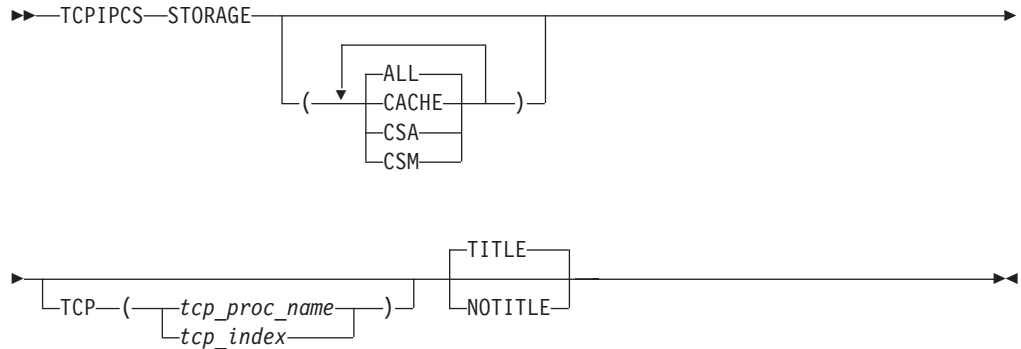 TCPIPCS STORAGE
ALL
( CACHE )
CSA
CSM
TITLE
NOTITLE
TCP ( tcp_proc_name )
tcp_index